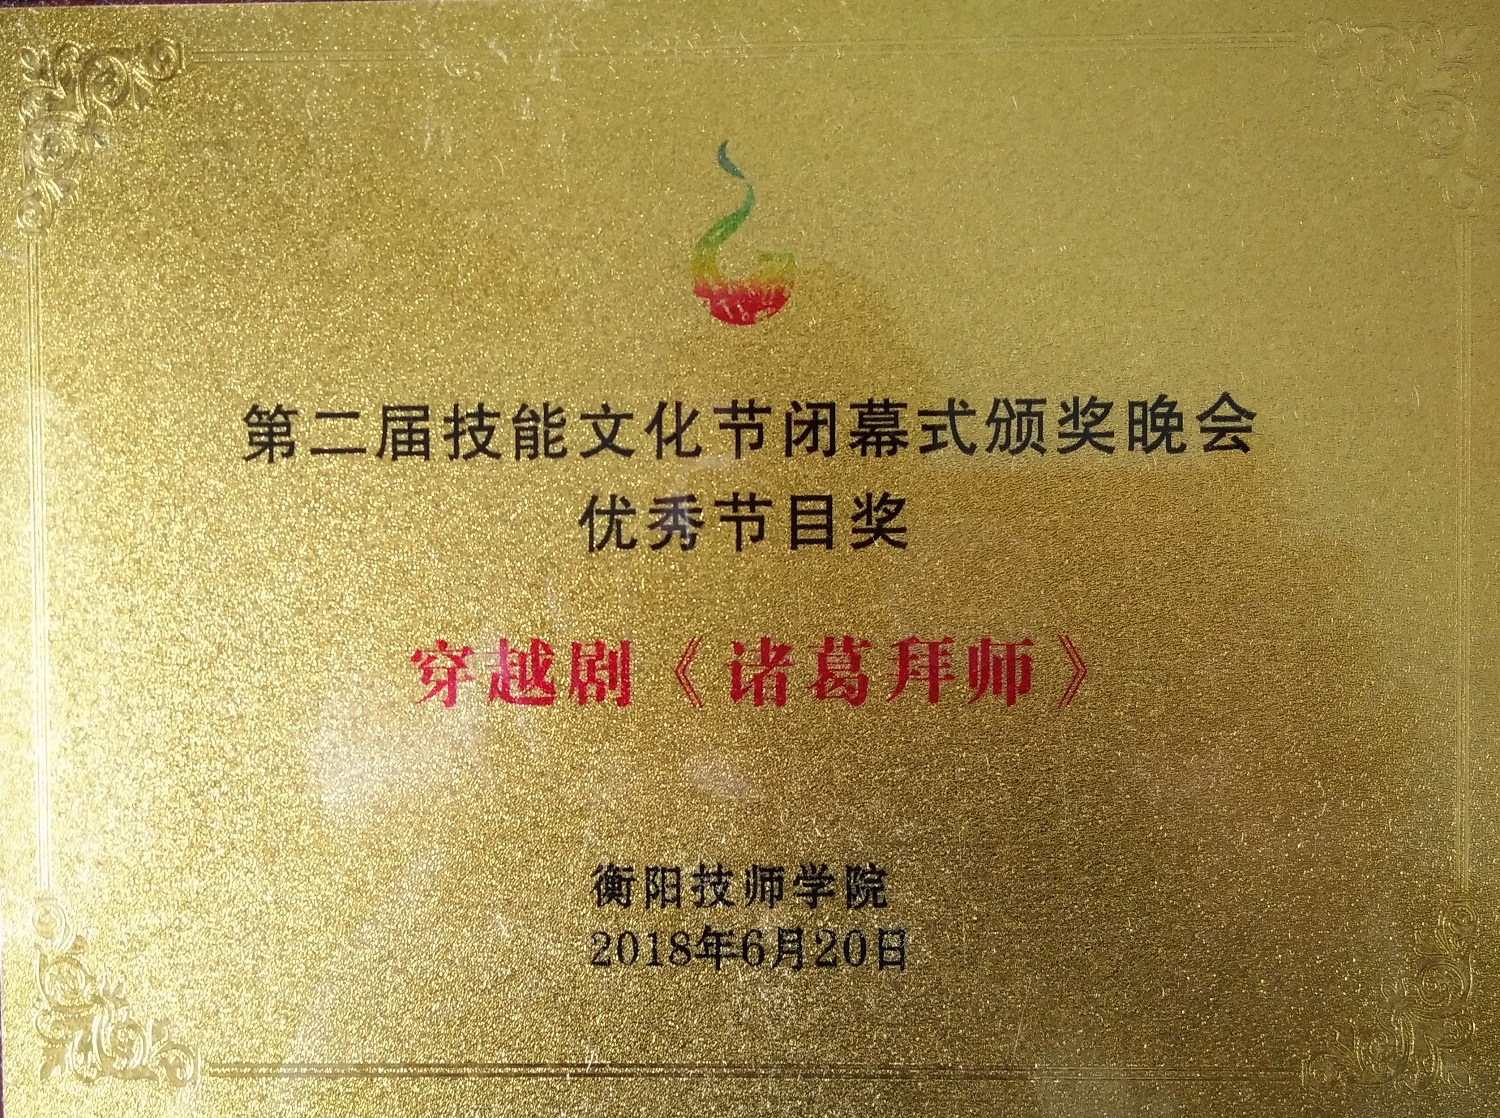 第二届技能文化节闭幕式颁奖晚会
优秀节目奖
穿越剧《诸葛拜师》
衡阳技师学院
2018年6月20日